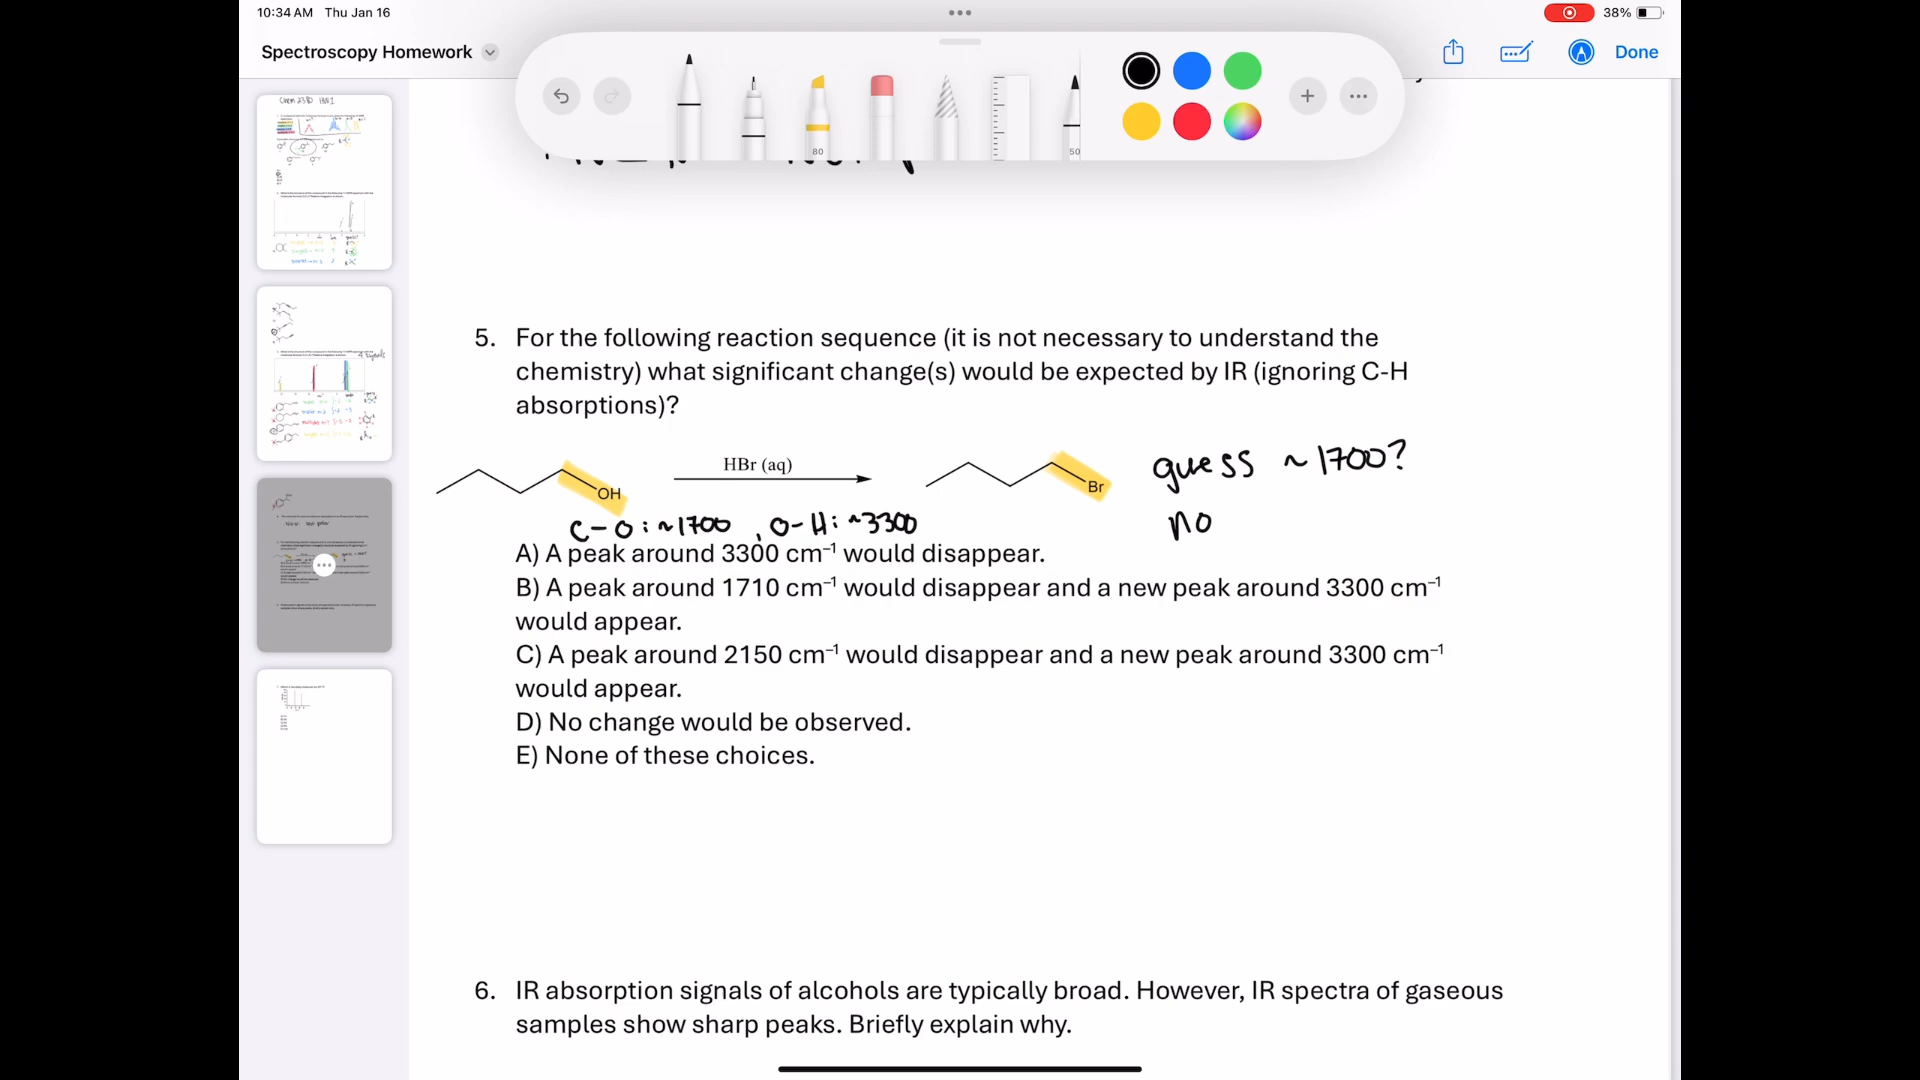 10:34 AM Thu Jan 16
38%
Spectroscopy Homework
Done
80
50
5. For the following reaction sequence (it is not necessary to understand the
chemistry) what significant change(s) would be expected by IR (ignoring C-H
absorptions)?
HBr (aq)
OH
Br
guess ~1700?
no
C-O: ~1700 , O-H: ~3300
A) A peak around 3300 cm⁻¹ would disappear.
B) A peak around 1710 cm⁻¹ would disappear and a new peak around 3300 cm⁻¹
would appear.
C) A peak around 2150 cm⁻¹ would disappear and a new peak around 3300 cm⁻¹
would appear.
D) No change would be observed.
E) None of these choices.
6. IR absorption signals of alcohols are typically broad. However, IR spectra of gaseous
samples show sharp peaks. Briefly explain why.